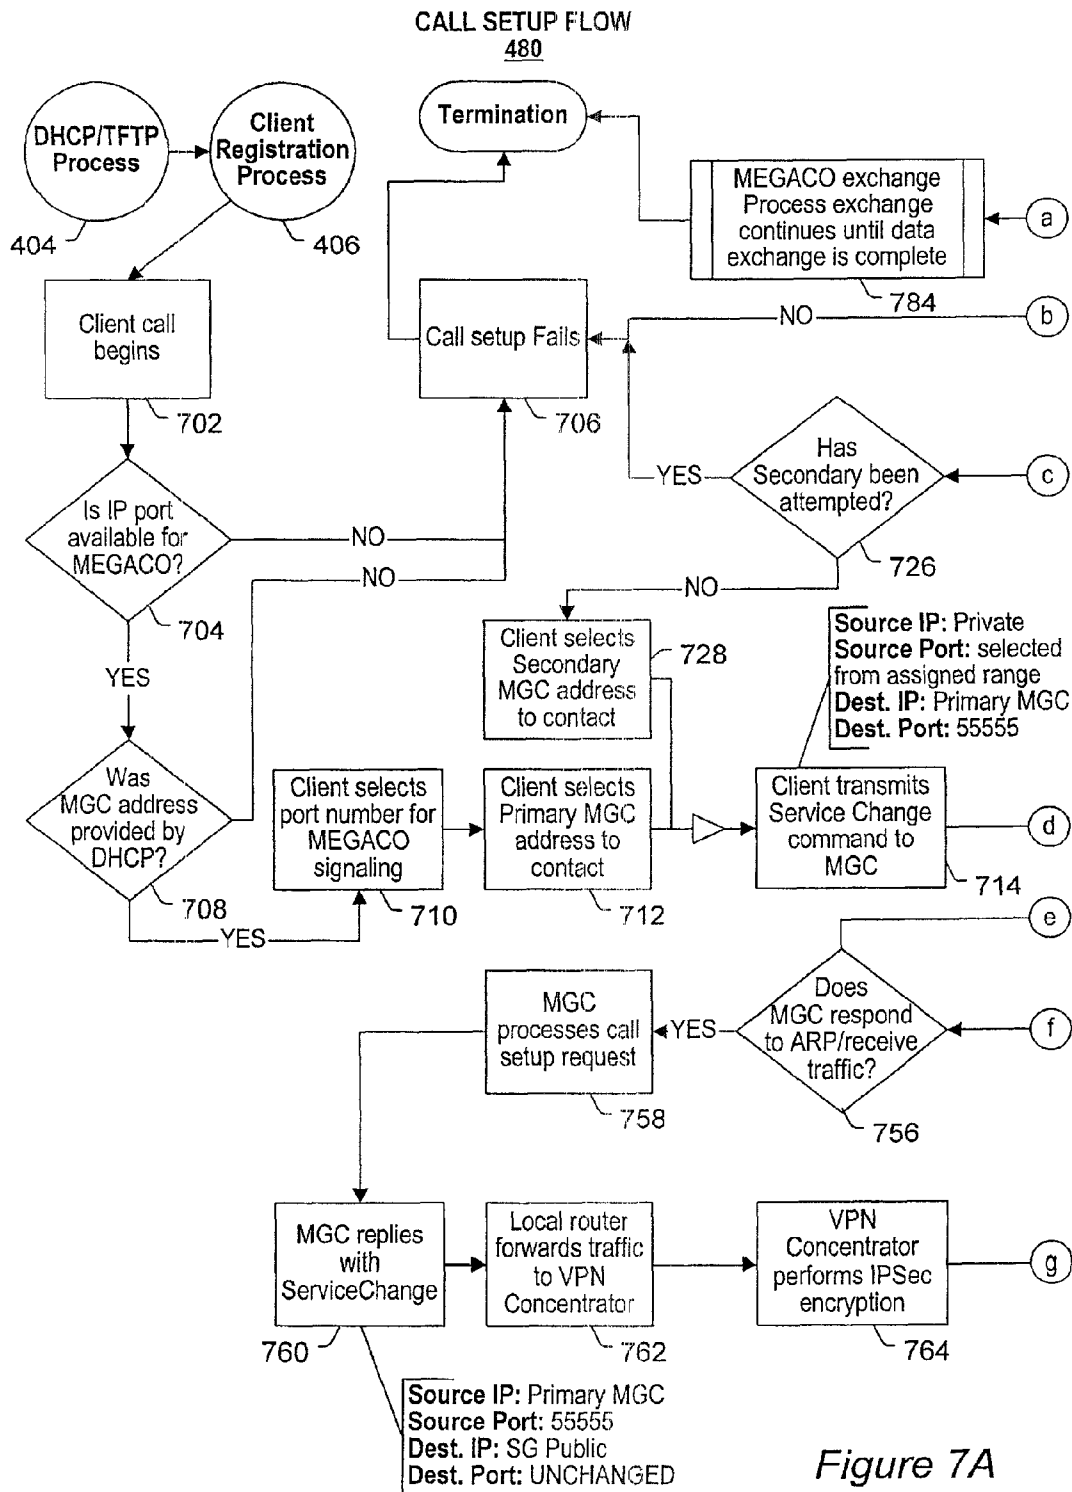 CALL SETUP FLOW
480
DHCP/TFTP
Process
404
Client
Registration
Process
406
Termination
MEGACO exchange
Process exchange
continues until data
exchange is complete
784
a
Client call
begins
702
Call setup Fails
706
NO
b
Has
Secondary been
attempted?
726
YES
c
Is IP port
available for
MEGACO?
704
NO
NO
NO
YES
Client selects
Secondary
MGC address
to contact
728
Source IP: Private
Source Port: selected
from assigned range
Dest. IP: Primary MGC
Dest. Port: 55555
Was
MGC address
provided by
DHCP?
708
YES
Client selects
port number for
MEGACO
signaling
710
Client selects
Primary MGC
address to
contact
712
Client transmits
Service Change
command to
MGC
714
d
e
Does
MGC respond
to ARP/receive
traffic?
756
f
YES
MGC
processes call
setup request
758
MGC replies
with
ServiceChange
760
Local router
forwards traffic
to VPN
Concentrator
762
VPN
Concentrator
performs IPSec
encryption
764
g
Source IP: Primary MGC
Source Port: 55555
Dest. IP: SG Public
Dest. Port: UNCHANGED
Figure 7A